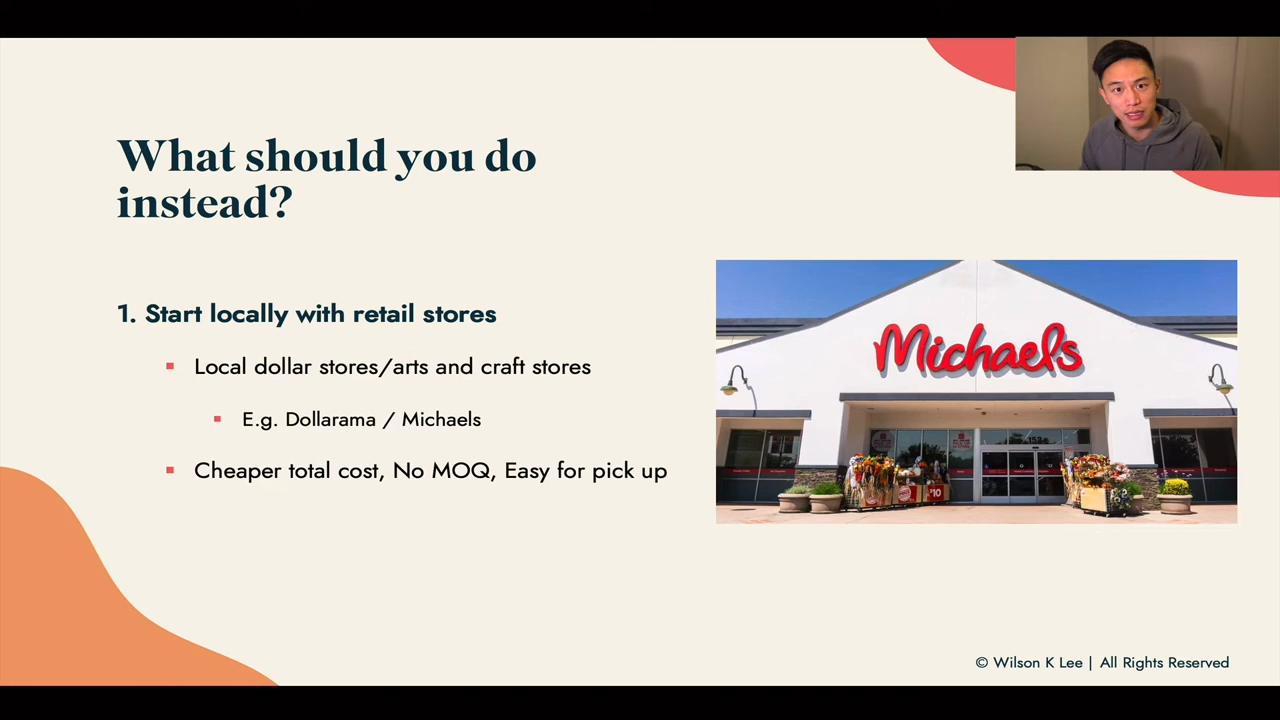 What should you do
instead?
1. Start locally with retail stores
Local dollar stores/arts and craft stores
E.g. Dollarama / Michaels
Cheaper total cost, No MOQ, Easy for pick up
Michaels
$10
© Wilson K Lee | All Rights Reserved